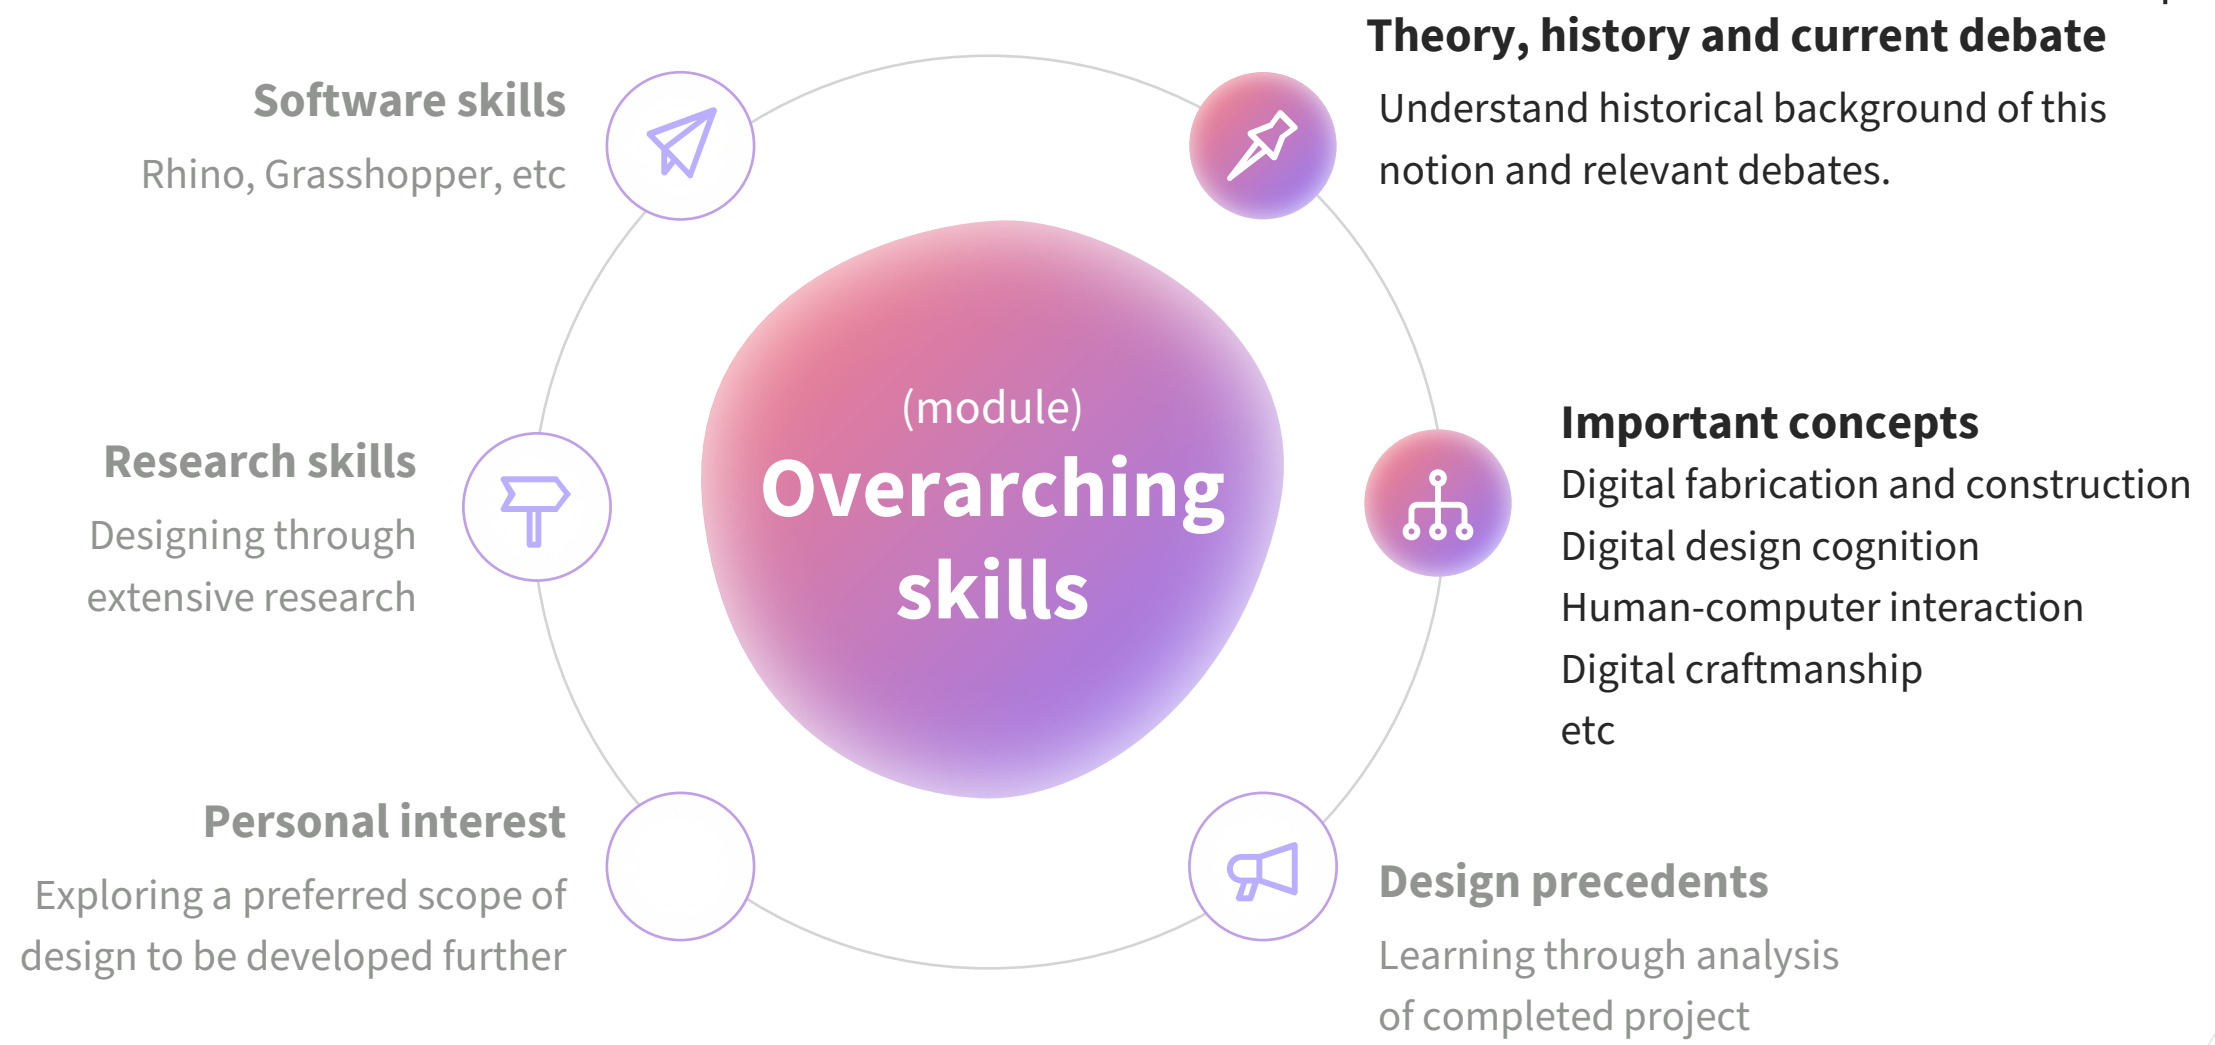 Theory, history and current debate
Understand historical background of this
notion and relevant debates.
Software skills
Rhino, Grasshopper, etc
(module)
Overarching
skills
Important concepts
Digital fabrication and construction
Digital design cognition
Human-computer interaction
Digital craftmanship
etc
Research skills
Designing through
extensive research
Personal interest
Exploring a preferred scope of
design to be developed further
Design precedents
Learning through analysis
of completed project